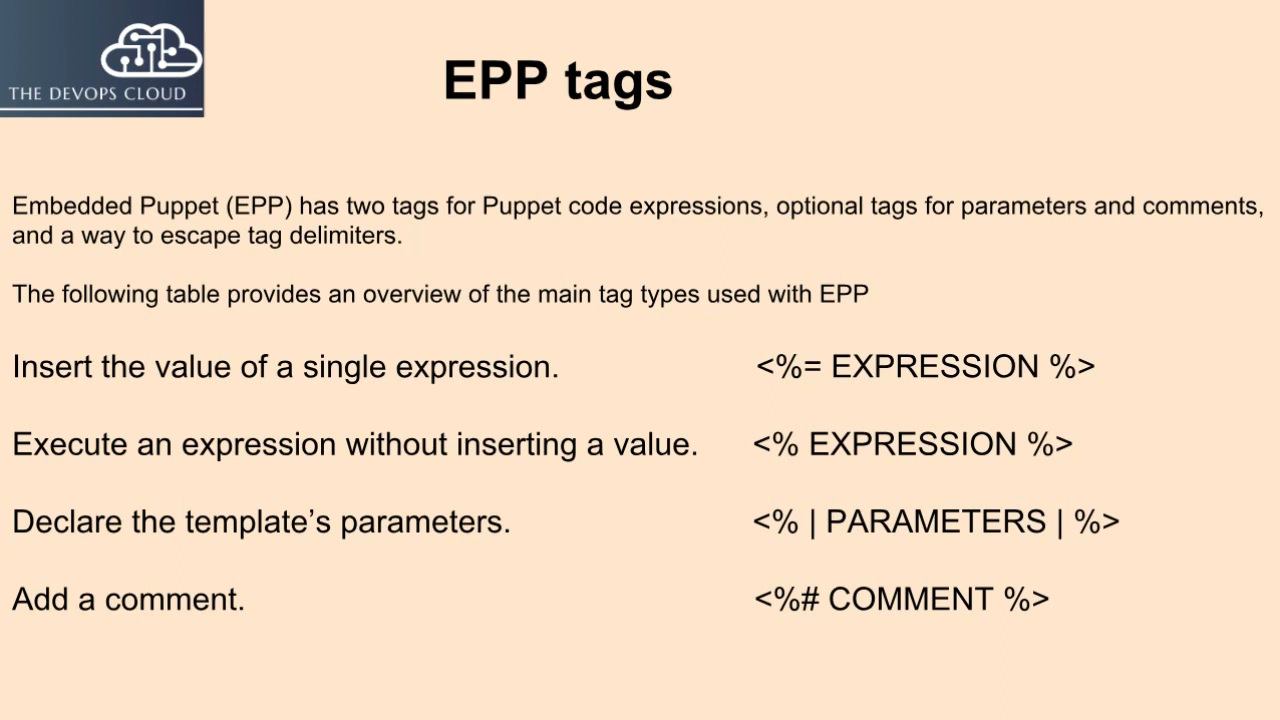 THE DEVOPS CLOUD
EPP tags
Embedded Puppet (EPP) has two tags for Puppet code expressions, optional tags for parameters and comments,
and a way to escape tag delimiters.
The following table provides an overview of the main tag types used with EPP
Insert the value of a single expression. <%= EXPRESSION %>
Execute an expression without inserting a value. <% EXPRESSION %>
Declare the template’s parameters. <% | PARAMETERS | %>
Add a comment. <%# COMMENT %>